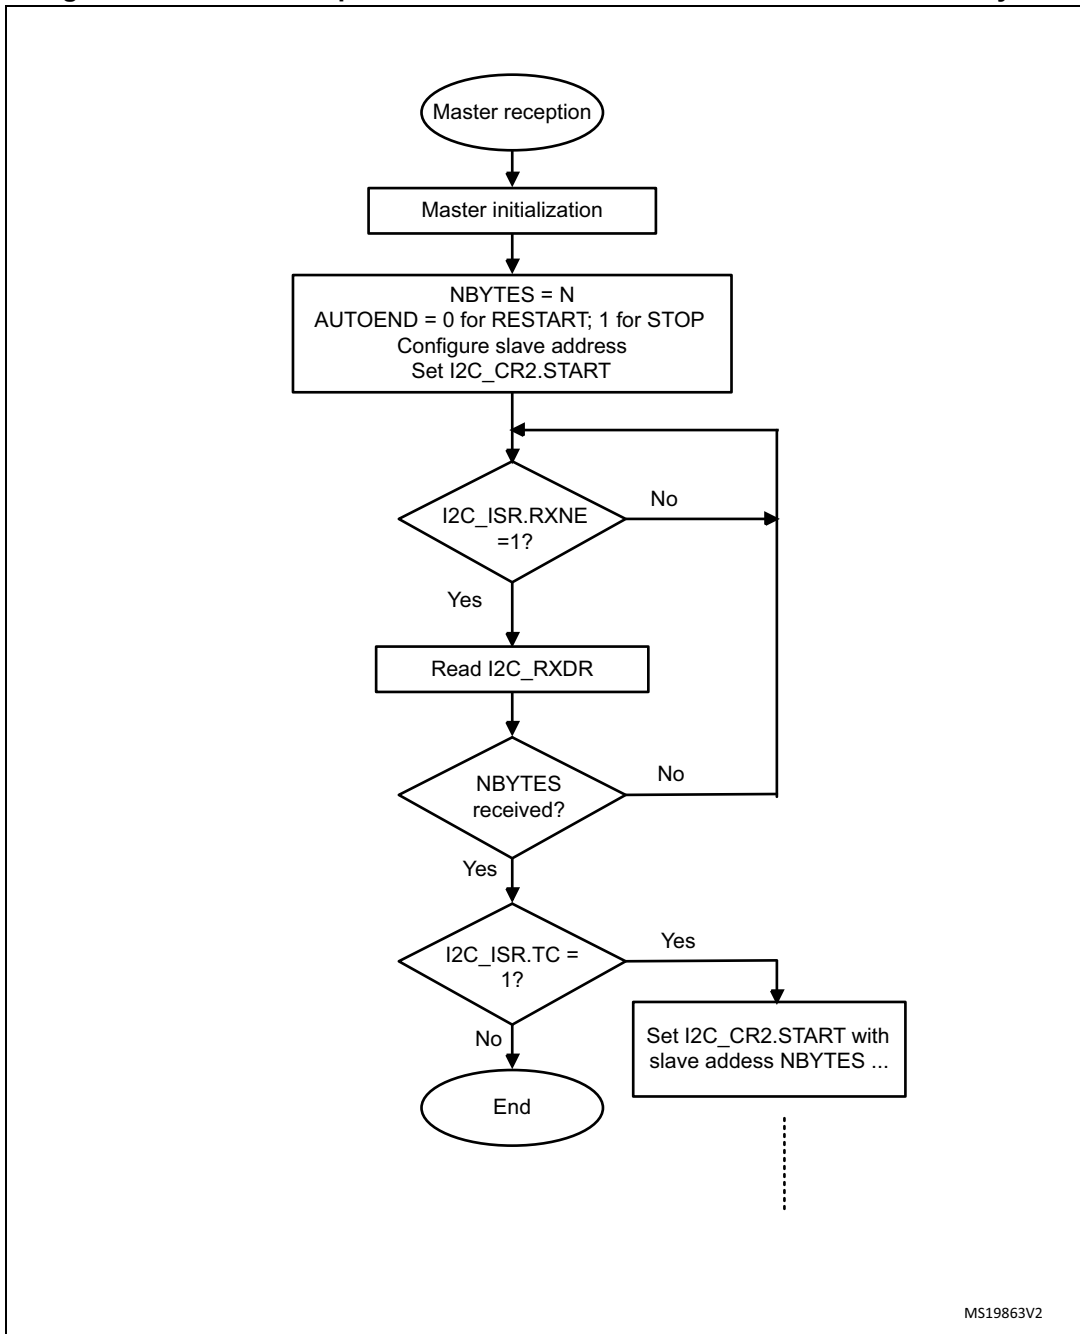 Master reception
Master initialization
NBYTES = N
AUTOEND = 0 for RESTART; 1 for STOP
Configure slave address
Set I2C_CR2.START
I2C_ISR.RXNE
=1?
No
Yes
Read I2C_RXDR
NBYTES
received?
No
Yes
I2C_ISR.TC =
1?
Yes
No
Set I2C_CR2.START with
slave addess NBYTES ...
End
MS19863V2